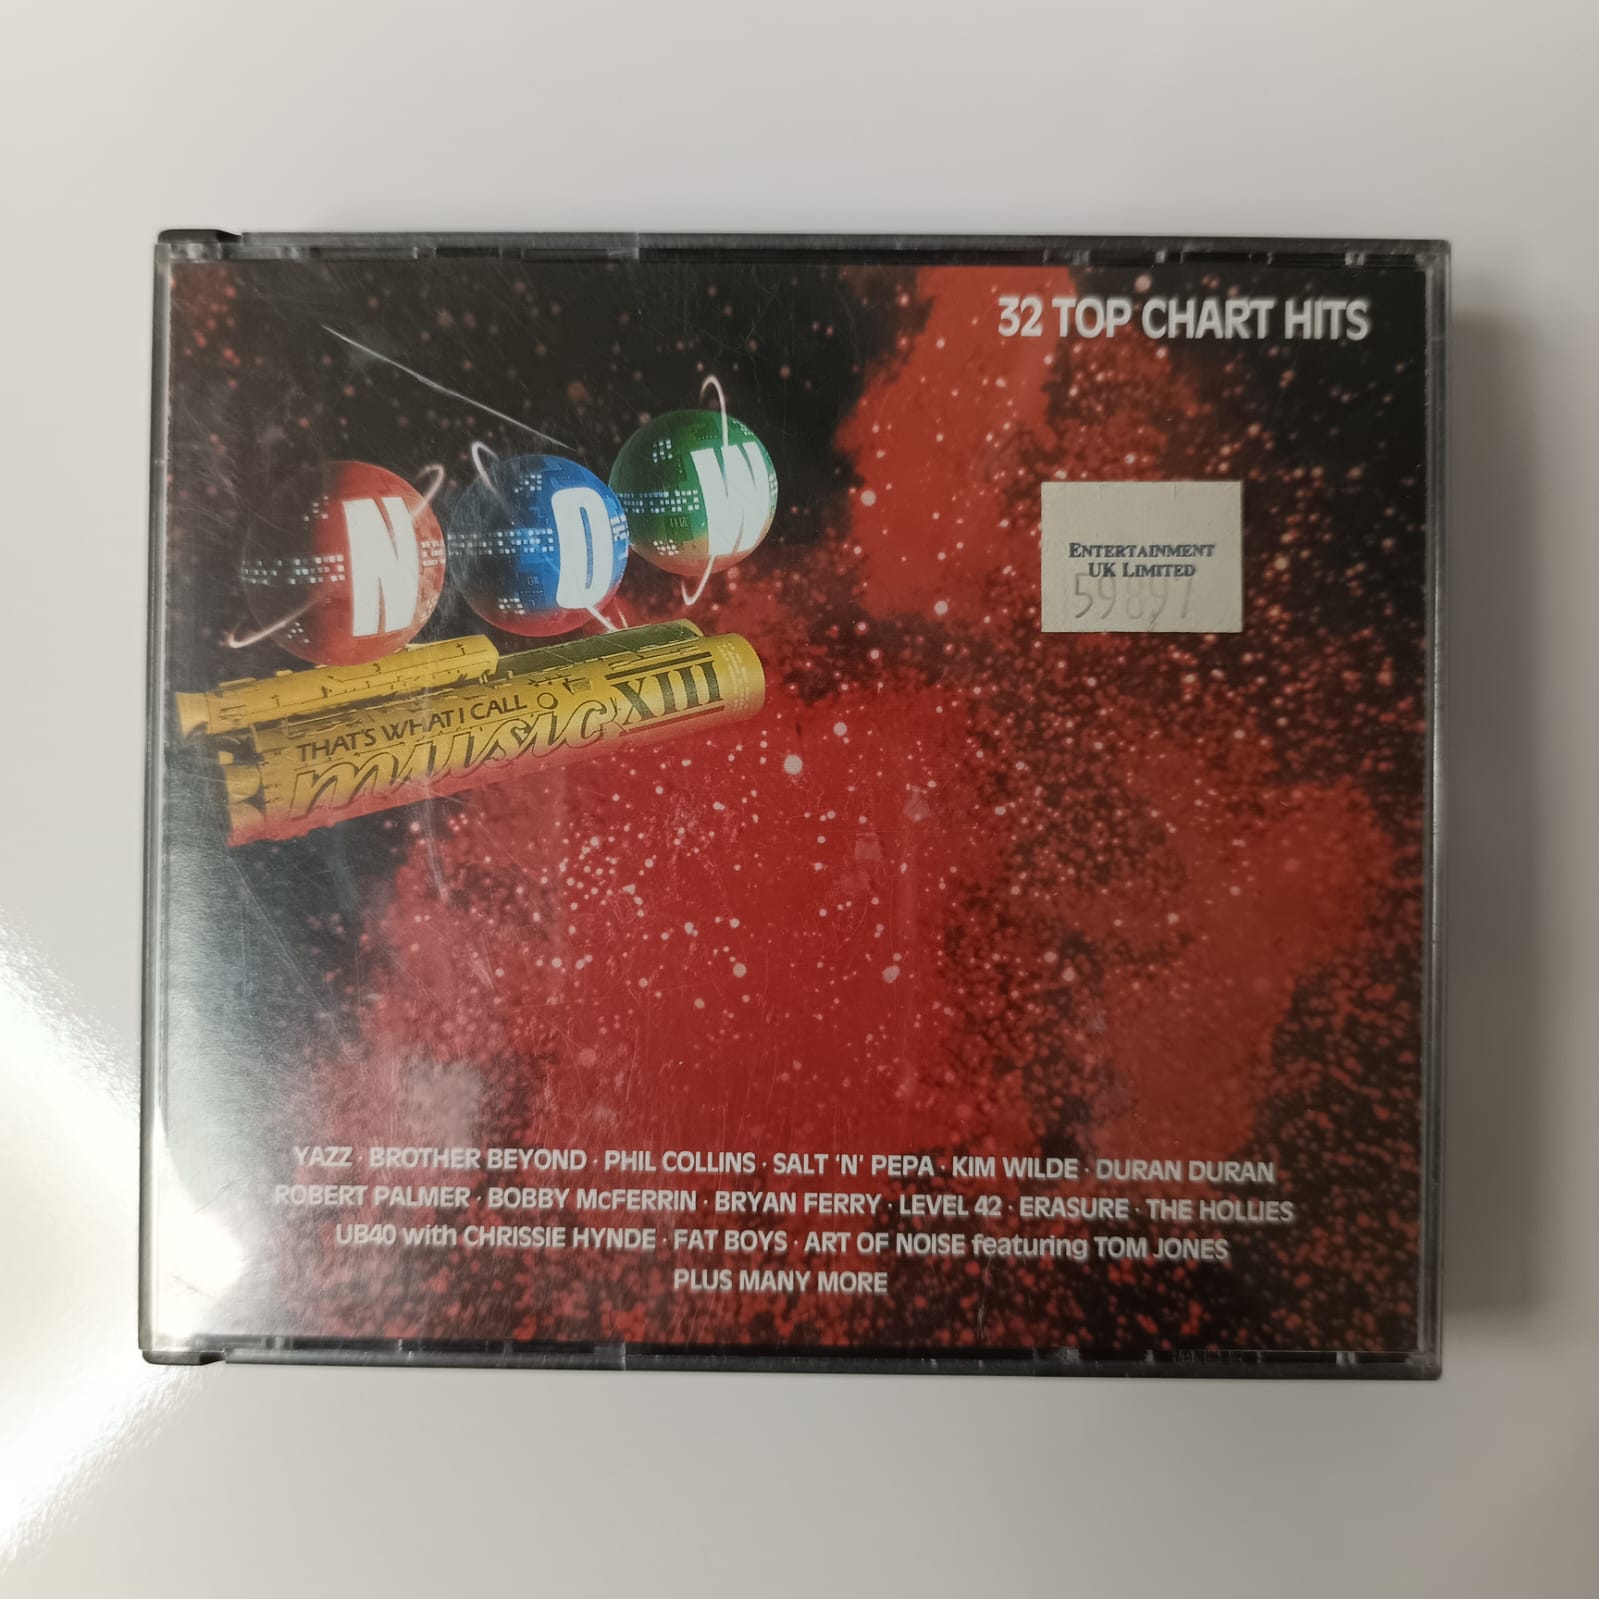 32 TOP CHART HITS
N D W
THAT'S WHAT I CALL
music XIII
ENTERTAINMENT
UK LIMITED
59897
YAZZ · BROTHER BEYOND · PHIL COLLINS · SALT 'N' PEPA · KIM WILDE · DURAN DURAN
ROBERT PALMER · BOBBY McFERRIN · BRYAN FERRY · LEVEL 42 · ERASURE · THE HOLLIES
UB40 with CHRISSIE HYNDE · FAT BOYS · ART OF NOISE featuring TOM JONES
PLUS MANY MORE